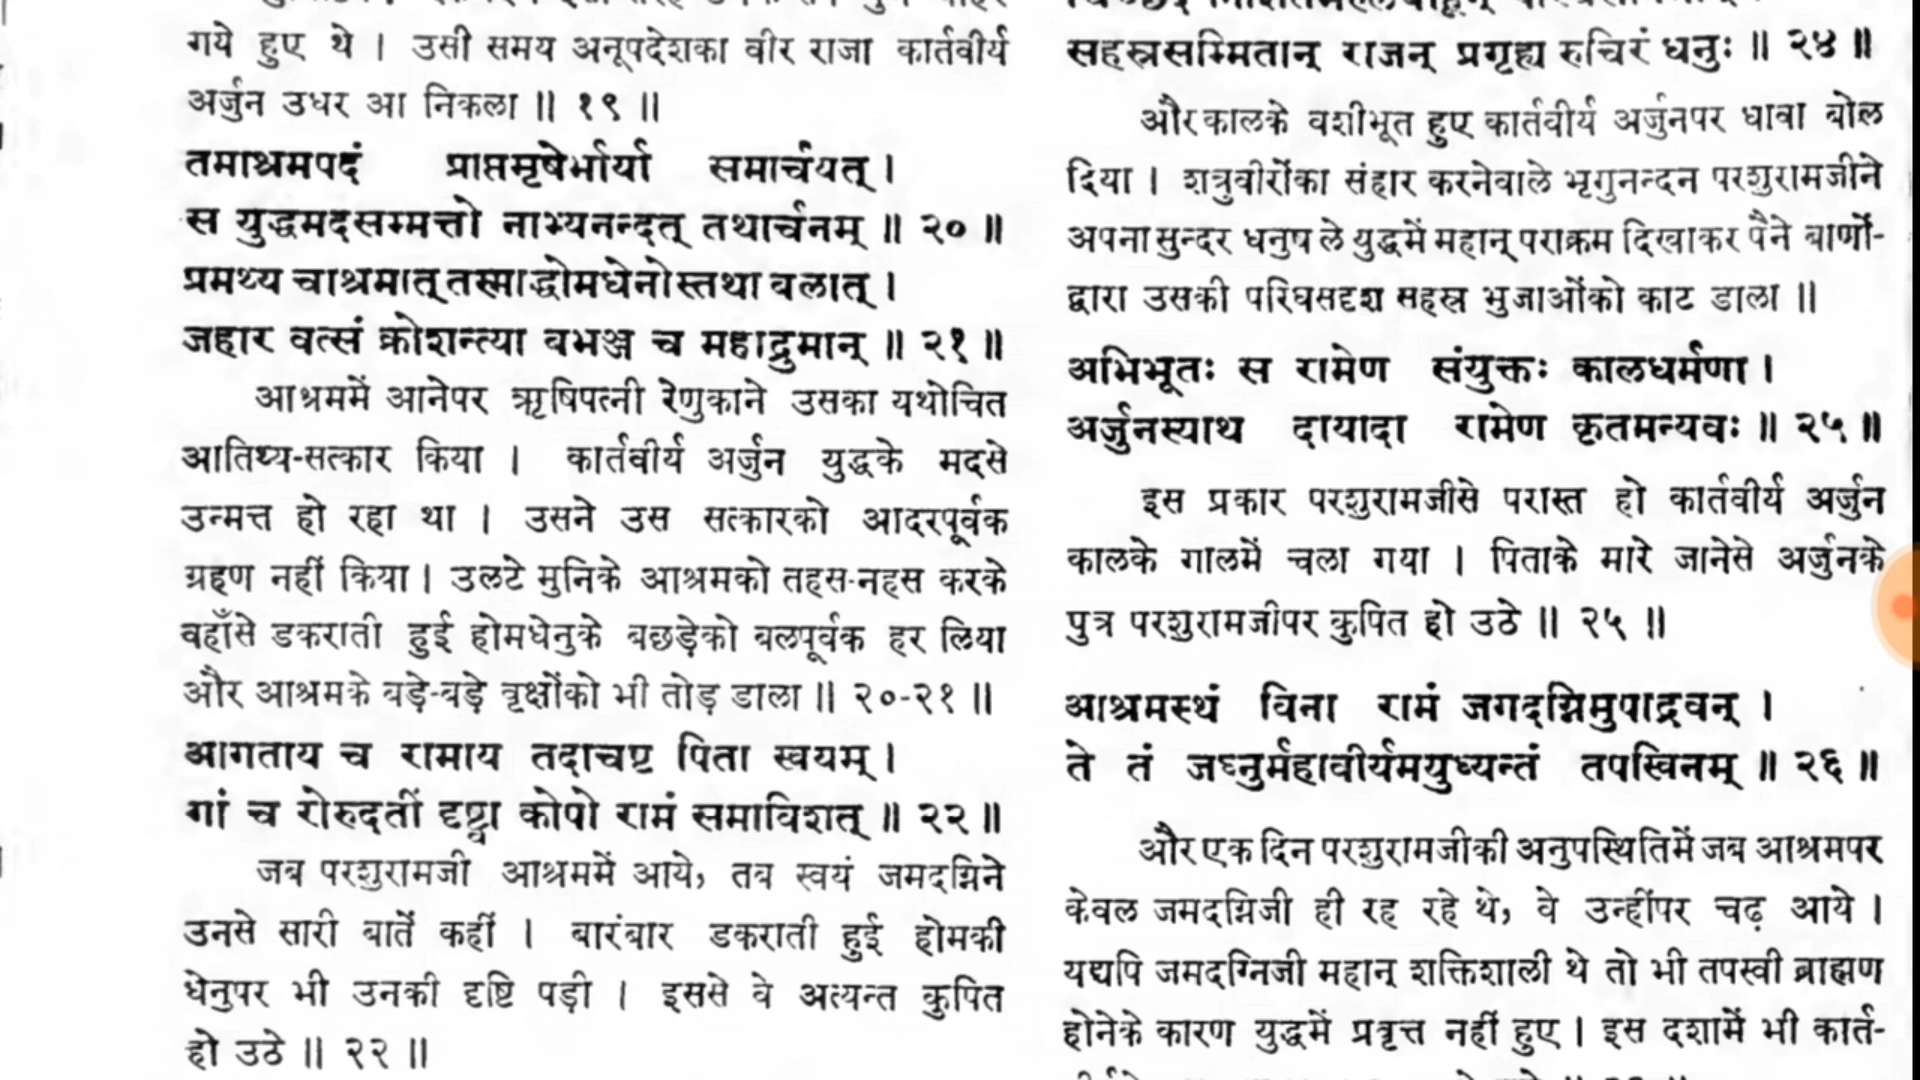 गये हुए थे । उसी समय अनूपदेशका वीर राजा कार्तवीर्य
अर्जुन उधर आ निकला ॥ १९ ॥
तमाश्रमपदं प्राप्तमृषेर्भार्या समार्चयत् ।
स युद्धमदसम्मत्तो नाभ्यनन्दत् तथार्चनम् ॥ २० ॥
प्रमथ्य चाश्रमात् तस्माद्धोमधेनोस्तथा बलात् ।
जहार वत्सं क्रोशन्त्या बभञ्ज च महाद्रुमान् ॥ २१ ॥
आश्रममें आनेपर ऋषिपत्नी रेणुकाने उसका यथोचित
आतिथ्य-सत्कार किया । कार्तवीर्य अर्जुन युद्धके मदसे
उन्मत्त हो रहा था । उसने उस सत्कारको आदरपूर्वक
ग्रहण नहीं किया । उलटे मुनिके आश्रमको तहस-नहस करके
वहाँसे डकराती हुई होमधेनुके बछड़ेको बलपूर्वक हर लिया
और आश्रमके बड़े-बड़े वृक्षोंको भी तोड़ डाला ॥ २०-२१ ॥
आगताय च रामाय तदाचष्ट पिता स्वयम् ।
गां च रोरुदतीं दृष्ट्वा कोपो रामं समाविशत् ॥ २२ ॥
जब परशुरामजी आश्रममें आये, तब स्वयं जमदग्निने
उनसे सारी बातें कहीं । बारंबार डकराती हुई होमकी
धेनुपर भी उनकी दृष्टि पड़ी । इससे वे अत्यन्त कुपित
हो उठे ॥ २२ ॥
सहस्रसम्मितान् राजन् प्रगृह्य रुचिरं धनुः ॥ २४ ॥
और कालके वशीभूत हुए कार्तवीर्य अर्जुनपर धावा बोल
दिया । शत्रुवीरोंका संहार करनेवाले भृगुनन्दन परशुरामजीने
अपना सुन्दर धनुष ले युद्धमें महान् पराक्रम दिखाकर पैने बाणों-
द्वारा उसकी परिघसदृश सहस्र भुजाओंको काट डाला ॥
अभिभूतः स रामेण संयुक्तः कालधर्मणा ।
अर्जुनस्याथ दायादा रामेण कृतमन्यवः ॥ २५ ॥
इस प्रकार परशुरामजीसे परास्त हो कार्तवीर्य अर्जुन
कालके गालमें चला गया । पिताके मारे जानेसे अर्जुनके
पुत्र परशुरामजीपर कुपित हो उठे ॥ २५ ॥
आश्रमस्थं विना रामं जमदग्निमुपाद्रवन् ।
ते तं जघ्नुर्महावीर्यमयुध्यन्तं तपस्विनम् ॥ २६ ॥
और एक दिन परशुरामजीकी अनुपस्थितिमें जब आश्रमपर
केवल जमदग्निजी ही रह रहे थे, वे उन्हींपर चढ़ आये ।
यद्यपि जमदग्निजी महान् शक्तिशाली थे तो भी तपस्वी ब्राह्मण
होनेके कारण युद्धमें प्रवृत्त नहीं हुए । इस दशामें भी कार्त-